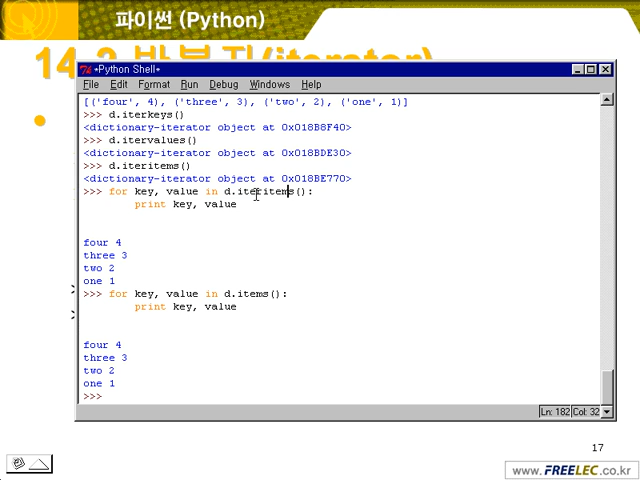 파이썬 (Python)
14-2 반복자(iterator)
*Python Shell*
File Edit Format Run Debug Windows Help
[('four', 4), ('three', 3), ('two', 2), ('one', 1)]
>>> d.iterkeys()
<dictionary-iterator object at 0x018B8F40>
>>> d.itervalues()
<dictionary-iterator object at 0x018BDE30>
>>> d.iteritems()
<dictionary-iterator object at 0x018BE770>
>>> for key, value in d.iteritems():
print key, value
four 4
three 3
two 2
one 1
>>> for key, value in d.items():
print key, value
four 4
three 3
two 2
one 1
>>>
Ln: 182 Col: 32
17
www.FREELEC.co.kr